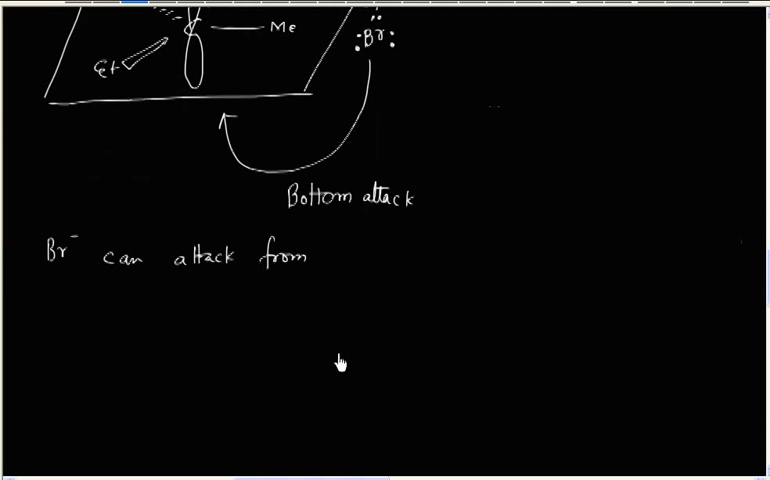 Me
:Br:
Et
Bottom attack
Br⁻ can attack from